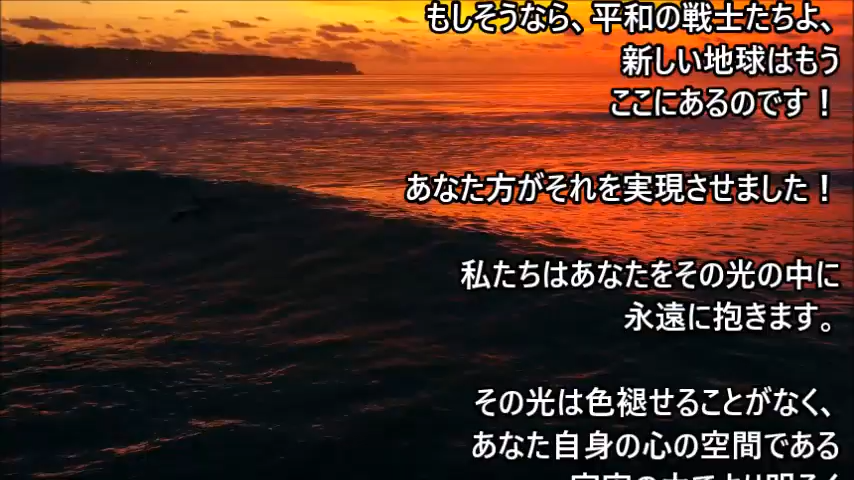 もしそうなら、平和の戦士たちよ、
新しい地球はもう
ここにあるのです！
あなた方がそれを実現させました！
私たちはあなたをその光の中に
永遠に抱きます。
その光は色褪せることがなく、
あなた自身の心の空間である